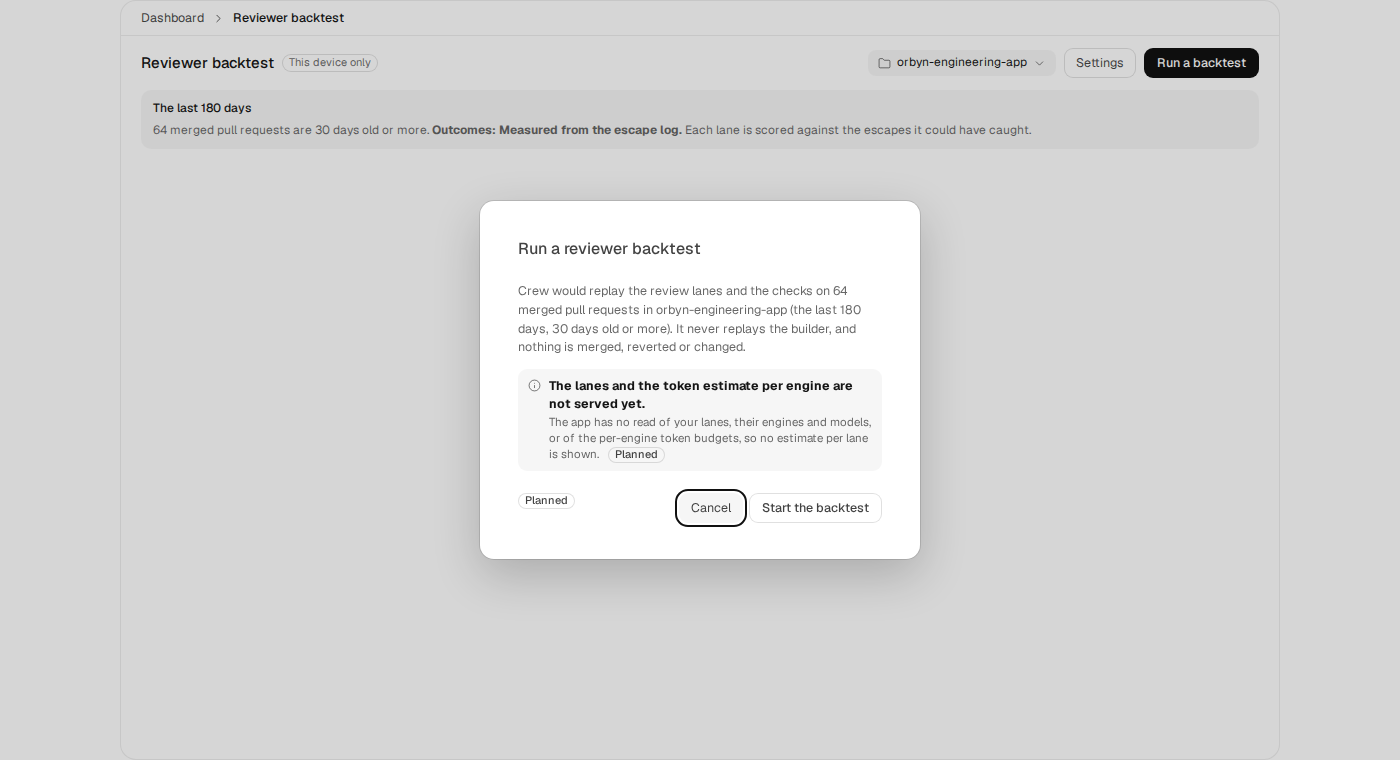 Dashboard > Reviewer backtest
Reviewer backtest This device only orbyn-engineering-app Settings Run a backtest
The last 180 days
64 merged pull requests are 30 days old or more. Outcomes: Measured from the escape log. Each lane is scored against the escapes it could have caught.
Run a reviewer backtest
Crew would replay the review lanes and the checks on 64
merged pull requests in orbyn-engineering-app (the last 180
days, 30 days old or more). It never replays the builder, and
nothing is merged, reverted or changed.
The lanes and the token estimate per engine are
not served yet.
The app has no read of your lanes, their engines and models,
or of the per-engine token budgets, so no estimate per lane
is shown. Planned
Planned Cancel Start the backtest